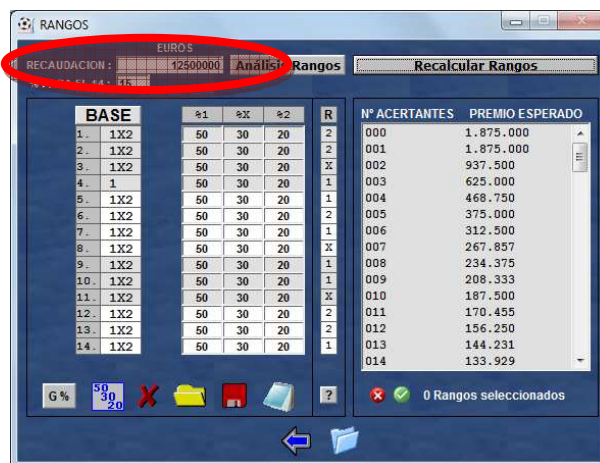 RANGOS
EUROS
RECAUDACION: 12500000 Análisis Rangos Recalcular Rangos
15
BASE %1 %X %2 R Nº ACERTANTES PREMIO ESPERADO
1. 1X2 50 30 20 2 000 1.875.000
2. 1X2 50 30 20 2 001 1.875.000
3. 1X2 50 30 20 X 002 937.500
4. 1 50 30 20 1 003 625.000
5. 1X2 50 30 20 1 004 468.750
6. 1X2 50 30 20 2 005 375.000
7. 1X2 50 30 20 1 006 312.500
8. 1X2 50 30 20 X 007 267.857
9. 1X2 50 30 20 1 008 234.375
10. 1X2 50 30 20 1 009 208.333
11. 1X2 50 30 20 X 010 187.500
12. 1X2 50 30 20 2 011 170.455
13. 1X2 50 30 20 2 012 156.250
14. 1X2 50 30 20 1 013 144.231
014 133.929
G% 50 30 20 ? 0 Rangos seleccionados